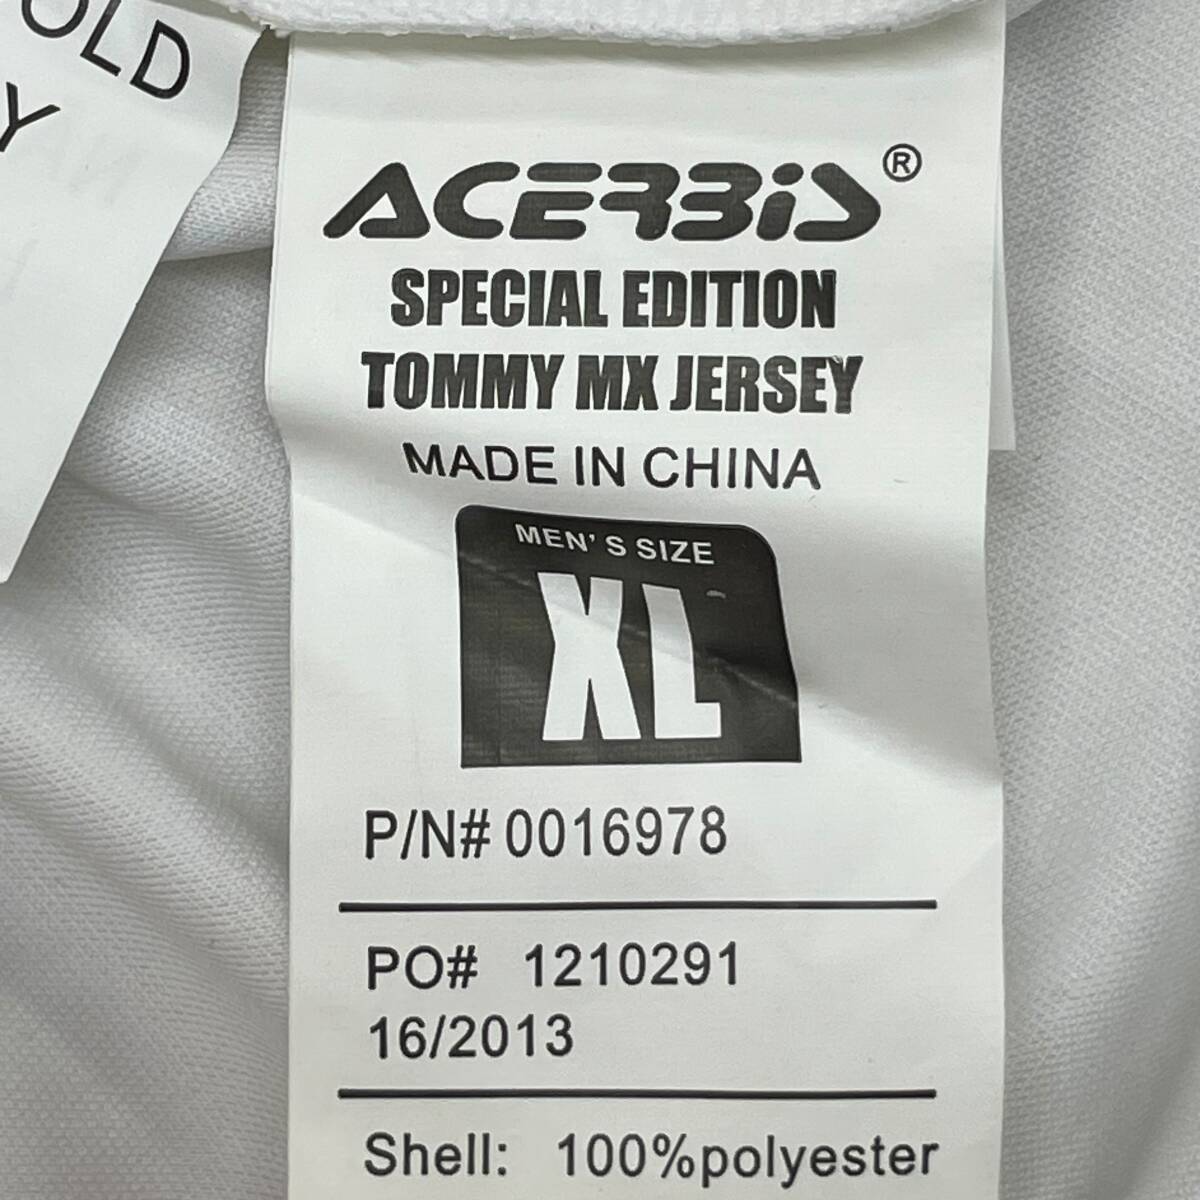 OLD
Y
ACERBIS®
SPECIAL EDITION
TOMMY MX JERSEY
MADE IN CHINA
MEN'S SIZE
XL
P/N# 0016978
PO# 1210291
16/2013
Shell: 100%polyester